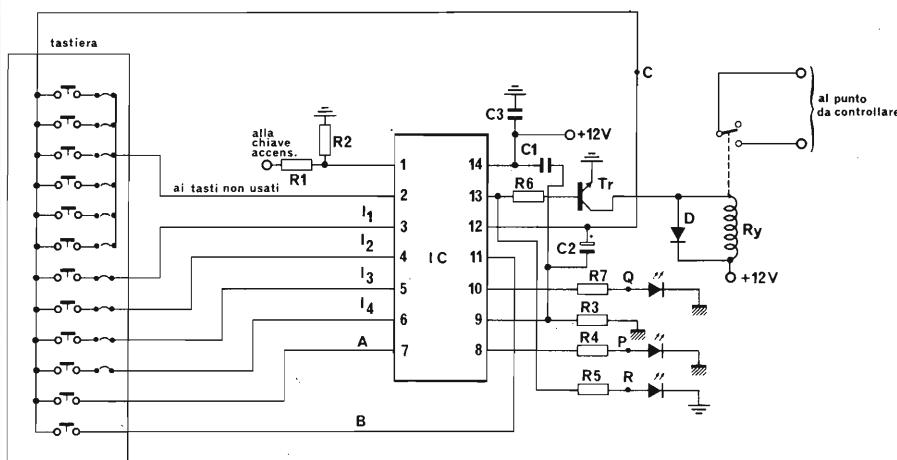 tastiera
C
al punto
da controllare
alla
chiave
accens.
R2
R1
C3
+12V
C1
1
14
R6
Tr
ai tasti non usati
2
13
I1
3
12
D
Ry
I2
4
IC
11
C2
+
+12V
I3
5
10
R7
Q
I4
6
9
R3
A
7
8
R4
P
R5
R
B